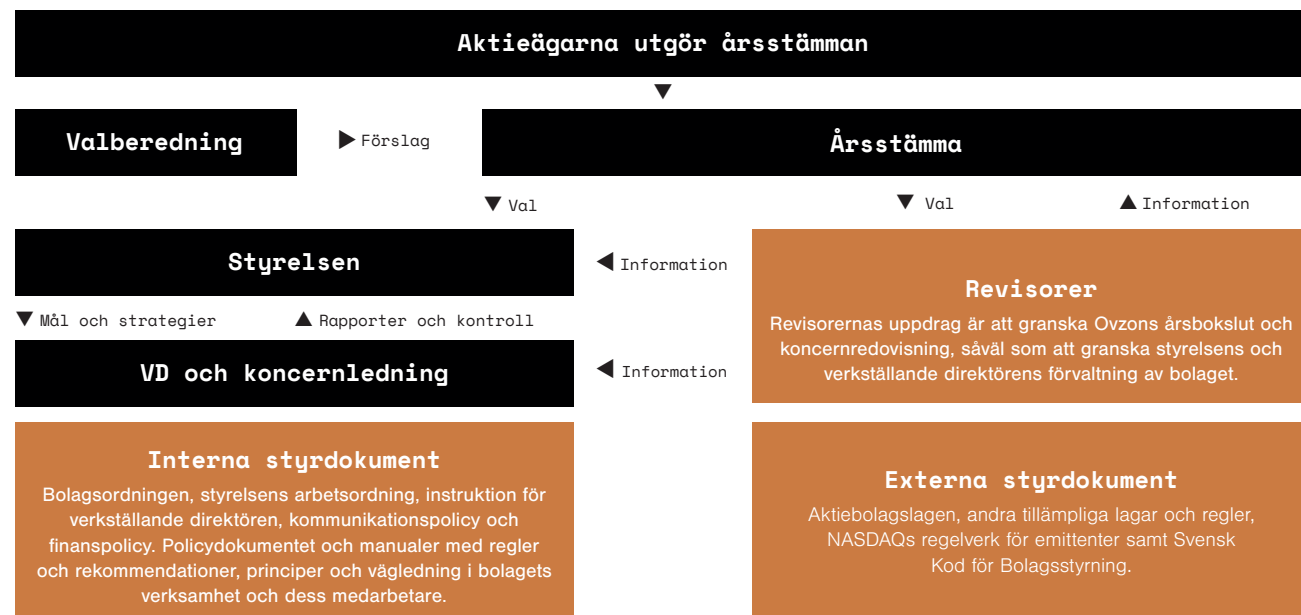 Aktieägarna utgör årsstämman
▼
Valberedning
▶ Förslag
Årsstämma
▼ Val
▼ Val
▲ Information
Styrelsen
◀ Information
▼ Mål och strategier
▲ Rapporter och kontroll
VD och koncernledning
◀ Information
Revisorer
Revisorernas uppdrag är att granska Ovzons årsbokslut och
koncernredovisning, såväl som att granska styrelsens och
verkställande direktörens förvaltning av bolaget.
Interna styrdokument
Bolagsordningen, styrelsens arbetsordning, instruktion för
verkställande direktören, kommunikationspolicy och
finanspolicy. Policydokumentet och manualer med regler
och rekommendationer, principer och vägledning i bolagets
verksamhet och dess medarbetare.
Externa styrdokument
Aktiebolagslagen, andra tillämpliga lagar och regler,
NASDAQs regelverk för emittenter samt Svensk
Kod för Bolagsstyrning.